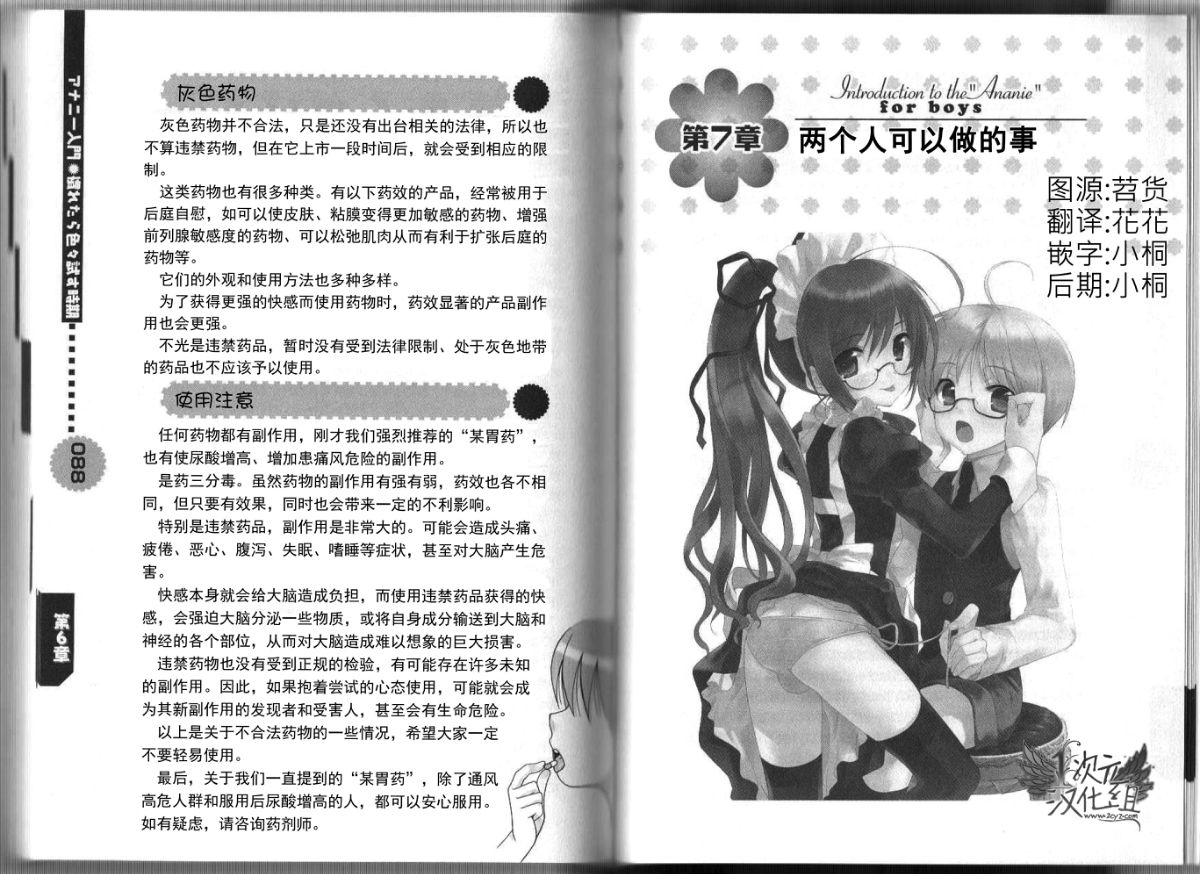 アナニー入門✹慣れたら色々試す時期
088
第6章
灰色药物
灰色药物并不合法，只是还没有出台相关的法律，所以也
不算违禁药物，但在它上市一段时间后，就会受到相应的限
制。
这类药物也有很多种类。有以下药效的产品，经常被用于
后庭自慰，如可以使皮肤、粘膜变得更加敏感的药物、增强
前列腺敏感度的药物、可以松弛肌肉从而有利于扩张后庭的
药物等。
它们的外观和使用方法也多种多样。
为了获得更强的快感而使用药物时，药效显著的产品副作
用也会更强。
不光是违禁药品，暂时没有受到法律限制、处于灰色地带
的药品也不应该予以使用。
使用注意
任何药物都有副作用，刚才我们强烈推荐的“某胃药”，
也有使尿酸增高、增加患痛风危险的副作用。
是药三分毒。虽然药物的副作用有强有弱，药效也各不相
同，但只要有效果，同时也会带来一定的不利影响。
特别是违禁药品，副作用是非常大的。可能会造成头痛、
疲倦、恶心、腹泻、失眠、嗜睡等症状，甚至对大脑产生危
害。
快感本身就会给大脑造成负担，而使用违禁药品获得的快
感，会强迫大脑分泌一些物质，或将自身成分输送到大脑和
神经的各个部位，从而对大脑造成难以想象的巨大损害。
违禁药物也没有受到正规的检验，有可能存在许多未知
的副作用。因此，如果抱着尝试的心态使用，可能就会成
为其新副作用的发现者和受害人，甚至会有生命危险。
以上是关于不合法药物的一些情况，希望大家一定
不要轻易使用。
最后，关于我们一直提到的“某胃药”，除了通风
高危人群和服用后尿酸增高的人，都可以安心服用。
如有疑虑，请咨询药剂师。
Introduction to the"Ananie"
for boys
第7章
两个人可以做的事
图源:苕货
翻译:花花
嵌字:小桐
后期:小桐
1次元
汉化组
www.2cyz.com